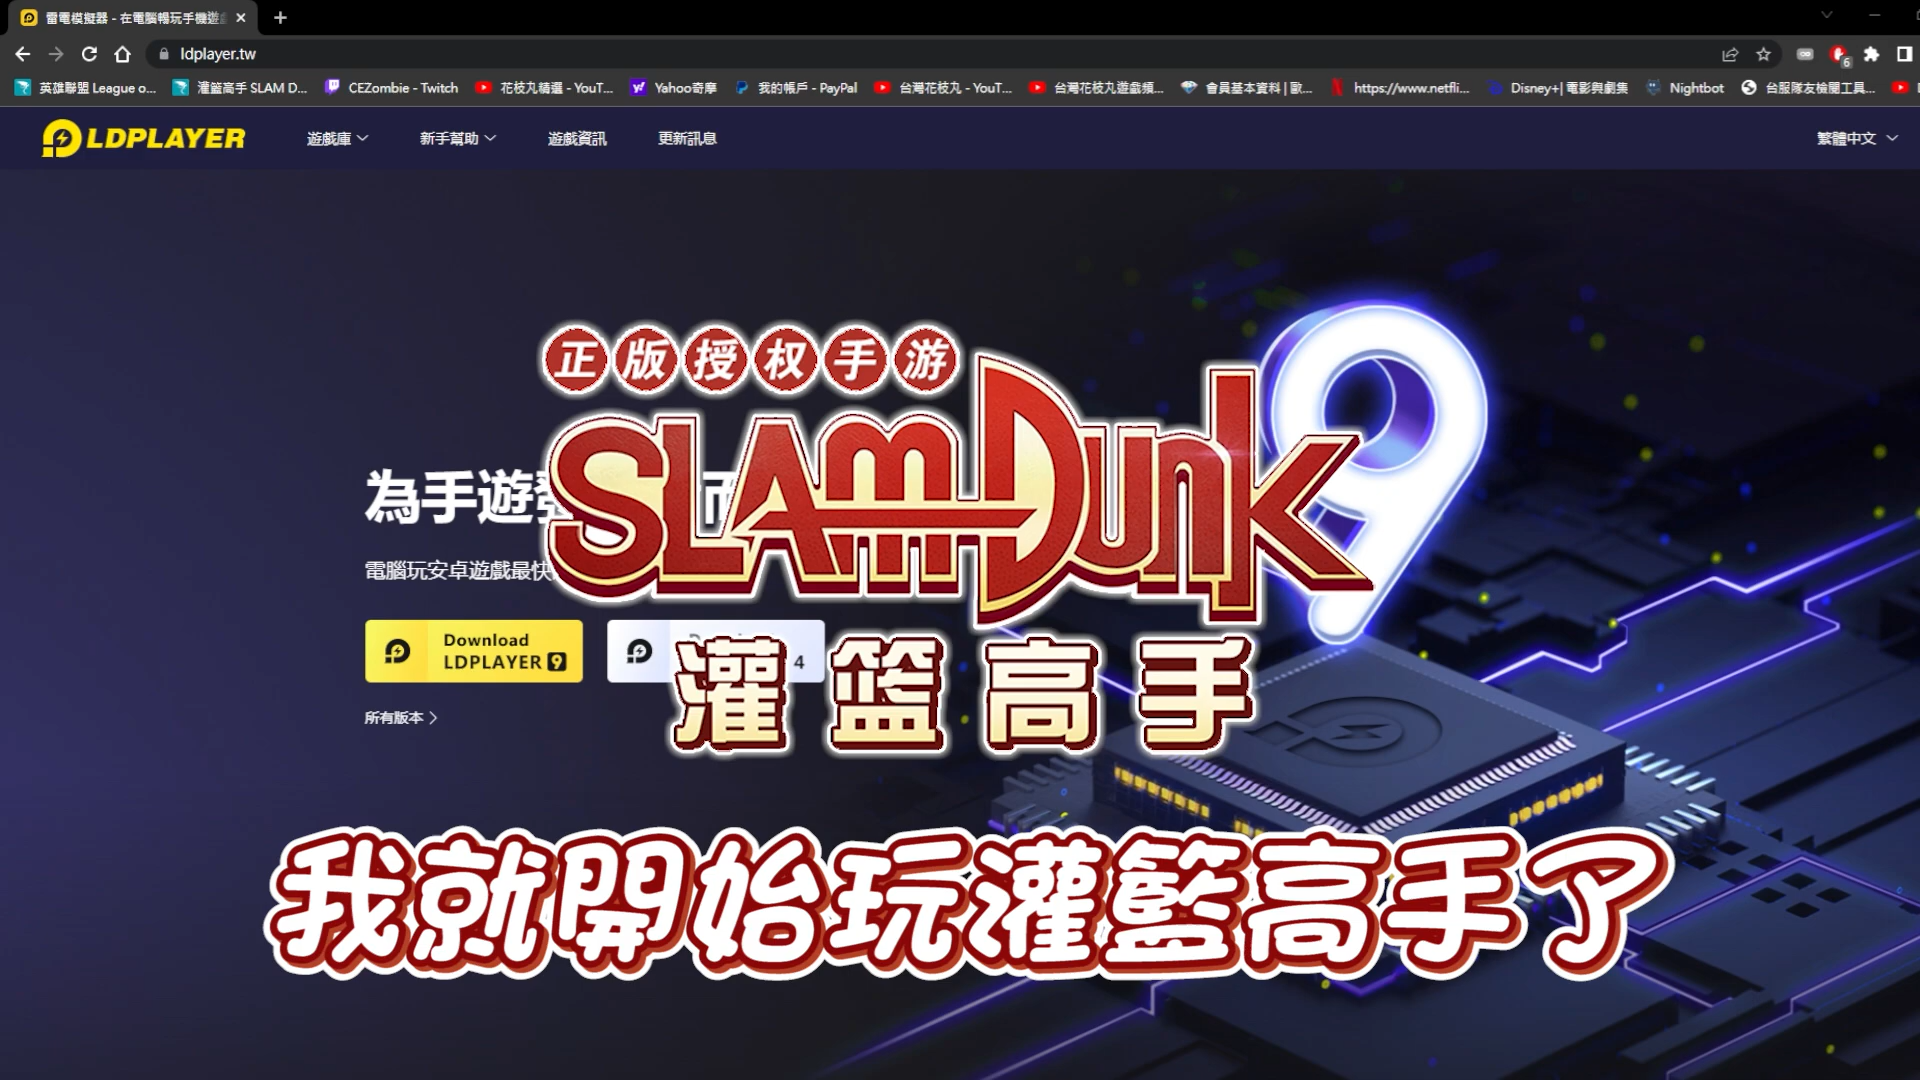 雷電模擬器 - 在電腦暢玩手機遊
ldplayer.tw
英雄聯盟 League o...
灌籃高手 SLAM D...
CEZombie - Twitch
花枝丸精選 - YouT...
Yahoo奇摩
我的帳戶 - PayPal
台灣花枝丸 - YouT...
台灣花枝丸遊戲頻...
會員基本資料 | 歐...
https://www.netfli...
Disney+ | 電影與劇集
Nightbot
台服隊友檢閱工具...
6
LDPLAYER
遊戲庫
新手幫助
遊戲資訊
更新訊息
繁體中文
9
正版授权手游
SLAM DUNK
灌篮高手
為手遊
電腦玩安卓遊戲最快
Download
LDPLAYER 9
4
所有版本
我就開始玩灌籃高手了